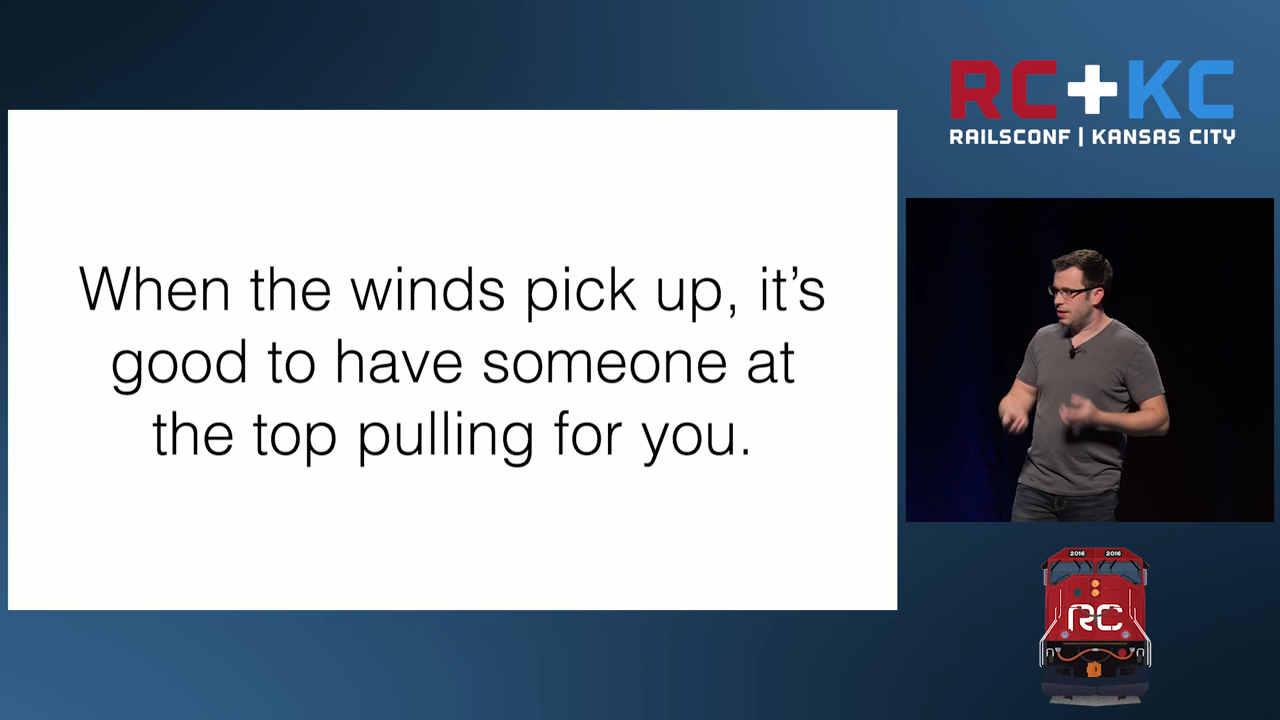 When the winds pick up, it’s
good to have someone at
the top pulling for you.
RC+KC
RAILSCONF | KANSAS CITY
2016 2016
RC